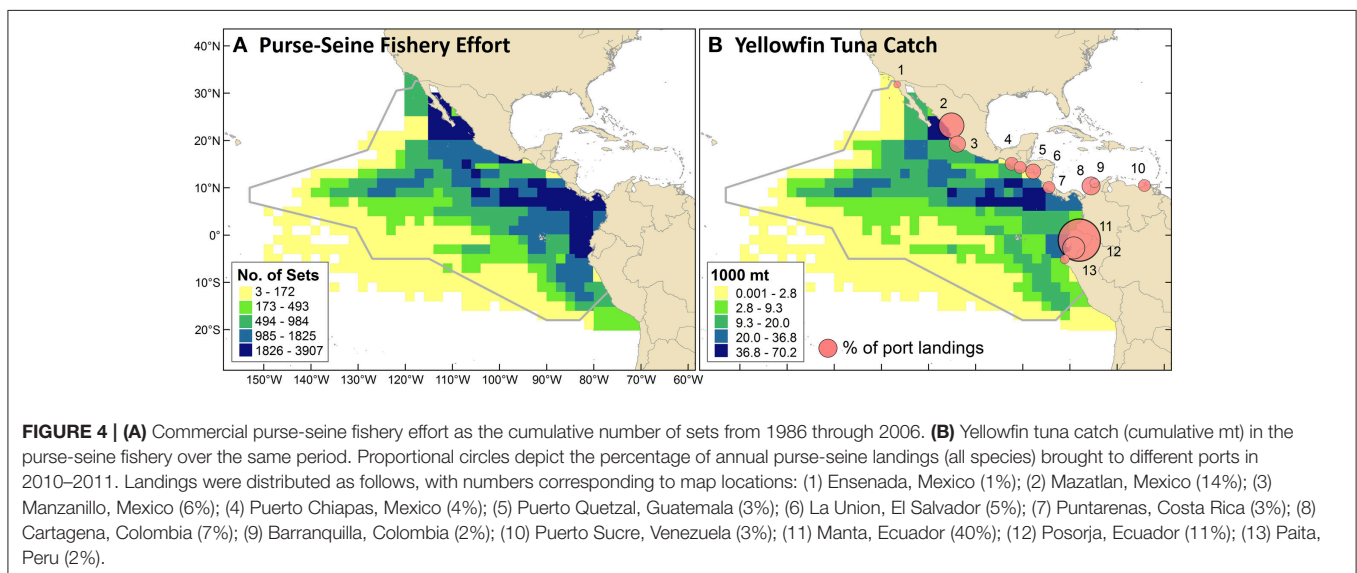 A Purse-Seine Fishery Effort
40°N
30°N
20°N
10°N
0°
10°S
20°S
No. of Sets
3 - 172
173 - 493
494 - 984
985 - 1825
1826 - 3907
150°W 140°W 130°W 120°W 110°W 100°W 90°W 80°W 70°W 60°W
B Yellowfin Tuna Catch
1
2
3
4
5
6
7
8
9
10
11
12
13
1000 mt
0.001 - 2.8
2.8 - 9.3
9.3 - 20.0
20.0 - 36.8
36.8 - 70.2
% of port landings
FIGURE 4 | (A) Commercial purse-seine fishery effort as the cumulative number of sets from 1986 through 2006. (B) Yellowfin tuna catch (cumulative mt) in the
purse-seine fishery over the same period. Proportional circles depict the percentage of annual purse-seine landings (all species) brought to different ports in
2010–2011. Landings were distributed as follows, with numbers corresponding to map locations: (1) Ensenada, Mexico (1%); (2) Mazatlan, Mexico (14%); (3)
Manzanillo, Mexico (6%); (4) Puerto Chiapas, Mexico (4%); (5) Puerto Quetzal, Guatemala (3%); (6) La Union, El Salvador (5%); (7) Puntarenas, Costa Rica (3%); (8)
Cartagena, Colombia (7%); (9) Barranquilla, Colombia (2%); (10) Puerto Sucre, Venezuela (3%); (11) Manta, Ecuador (40%); (12) Posorja, Ecuador (11%); (13) Paita,
Peru (2%).